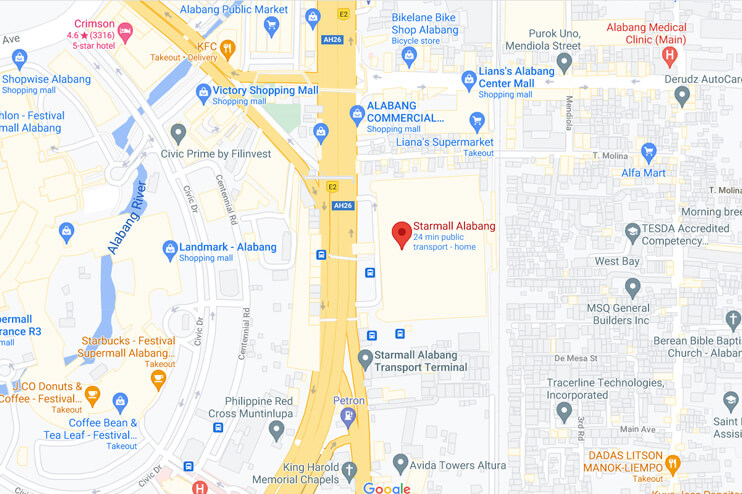 Alabang Public Market
Crimson
4.6 ★ (3316)
5-star hotel
E2
AH26
Bikelane Bike
Shop Alabang
Bicycle store
Purok Uno,
Mendiola Street
Alabang Medical
Clinic (Main)
Ave
KFC
Takeout • Delivery
Shopwise Alabang
Shopping mall
Victory Shopping Mall
Shopping mall
Lians's Alabang
Center Mall
Shopping mall
Derudz AutoCare
ALABANG
COMMERCIAL...
Shopping mall
Mendiola
hlon - Festival
rmall Alabang
Liana's Supermarket
Takeout
Civic Prime by Filinvest
T. Molina
Alfa Mart
T. Molina
E2
AH26
Civic Dr
Centennial Rd
Alabang River
Morning bree
Starmall Alabang
24 min public
transport - home
TESDA Accredited
Competency...
Landmark - Alabang
Shopping mall
West Bay
MSQ General
Builders Inc
permall
rance R3
Civic Dr
Centennial Rd
Berean Bible Bapti
Church - Alaban
Starbucks - Festival
Supermall Alabang...
Takeout
De Mesa St
Starmall Alabang
Transport Terminal
Tracerline Technologies,
Incorporated
J.CO Donuts &
Coffee - Festival...
Takeout
Philippine Red
Cross Muntinlupa
Petron
Saint
Assisi
Coffee Bean &
Tea Leaf - Festival...
Takeout
3rd Rd
Main Ave
DADAS LITSON
MANOK-LIEMPO
Takeout
King Harold
Memorial Chapels
Avida Towers Altura
Google